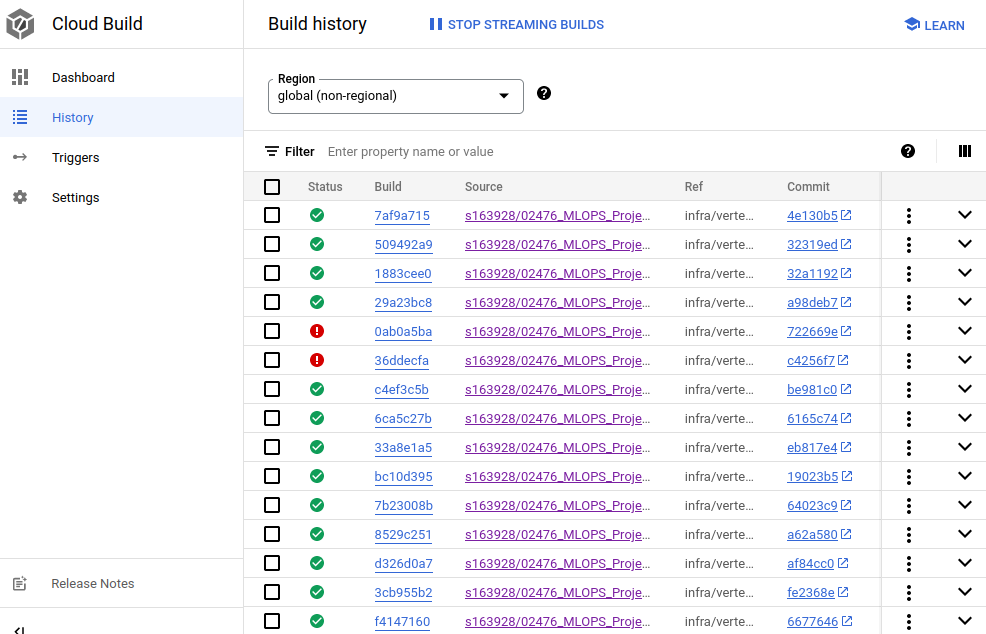 Cloud Build
Build history
STOP STREAMING BUILDS
LEARN
Dashboard
History
Triggers
Settings
Release Notes
Region
global (non-regional)
Filter Enter property name or value
Status Build Source Ref Commit
7af9a715 s163928/02476_MLOPS_Proje... infra/verte... 4e130b5
509492a9 s163928/02476_MLOPS_Proje... infra/verte... 32319ed
1883cee0 s163928/02476_MLOPS_Proje... infra/verte... 32a1192
29a23bc8 s163928/02476_MLOPS_Proje... infra/verte... a98deb7
0ab0a5ba s163928/02476_MLOPS_Proje... infra/verte... 722669e
36ddecfa s163928/02476_MLOPS_Proje... infra/verte... c4256f7
c4ef3c5b s163928/02476_MLOPS_Proje... infra/verte... be981c0
6ca5c27b s163928/02476_MLOPS_Proje... infra/verte... 6165c74
33a8e1a5 s163928/02476_MLOPS_Proje... infra/verte... eb817e4
bc10d395 s163928/02476_MLOPS_Proje... infra/verte... 19023b5
7b23008b s163928/02476_MLOPS_Proje... infra/verte... 64023c9
8529c251 s163928/02476_MLOPS_Proje... infra/verte... a62a580
d326d0a7 s163928/02476_MLOPS_Proje... infra/verte... af84cc0
3cb955b2 s163928/02476_MLOPS_Proje... infra/verte... fe2368e
f4147160 s163928/02476_MLOPS_Proje... infra/verte... 6677646